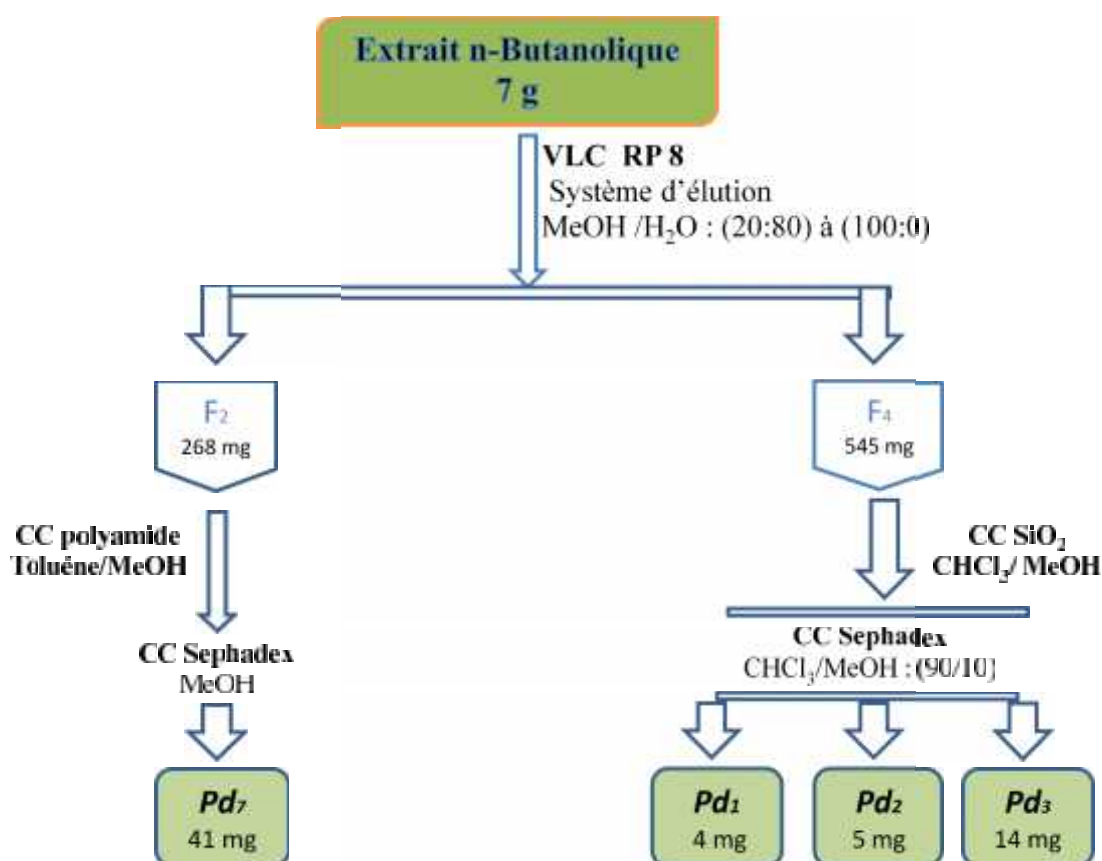 Extrait n-Butanolique
7 g
VLC RP 8
Système d'élution
MeOH /H₂O : (20:80) à (100:0)
F₂
268 mg
F₄
545 mg
CC polyamide
Toluéne/MeOH
CC SiO₂
CHCl₃/ MeOH
CC Sephadex
MeOH
CC Sephadex
CHCl₃/MeOH : (90/10)
Pd₇
41 mg
Pd₁
4 mg
Pd₂
5 mg
Pd₃
14 mg